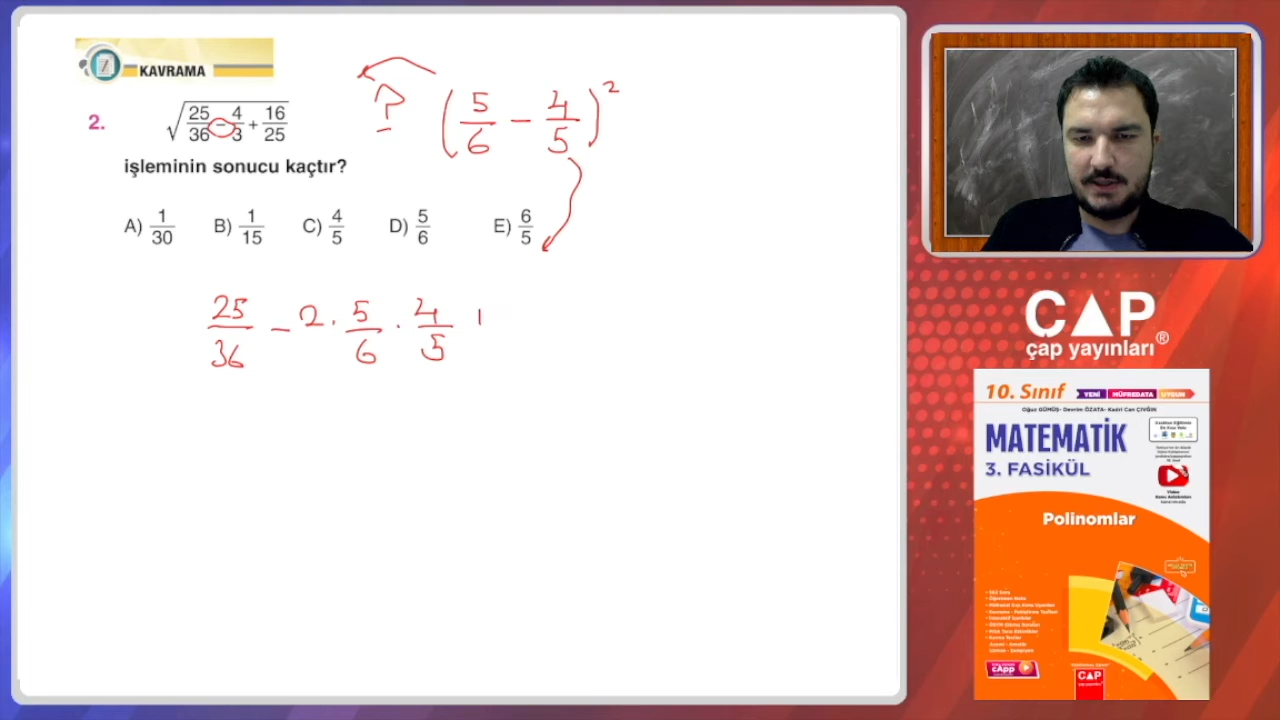 KAVRAMA
2. √(25/36 − 4/3 + 16/25)
işleminin sonucu kaçtır?
A) 1/30 B) 1/15 C) 4/5 D) 5/6 E) 6/5
? (5/6 − 4/5)²
25/36 − 2 · 5/6 · 4/5
ÇAP
çap yayınları®
10. Sınıf
YENİ MÜFREDATA UYGUN
Oğuz GÜMÜŞ- Devrim ÖZATA- Kadri Can ÇIVĞIN
MATEMATİK
3. FASİKÜL
Polinomlar
ÇAP